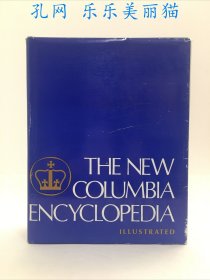 孔网 乐乐美丽猫
THE NEW
COLUMBIA
ENCYCLOPEDIA
ILLUSTRATED